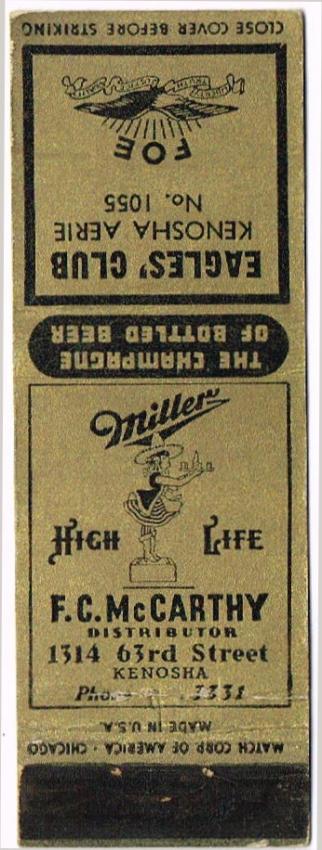 CLOSE COVER BEFORE STRIKING
FOE
EAGLES' CLUB
KENOSHA AERIE
No. 1055
THE CHAMPAGNE
OF BOTTLED BEER
Miller
HIGH LIFE
F.C. McCARTHY
DISTRIBUTOR
1314 63rd Street
KENOSHA
3331
MADE IN U.S.A.
MATCH CORP OF AMERICA · CHICAGO